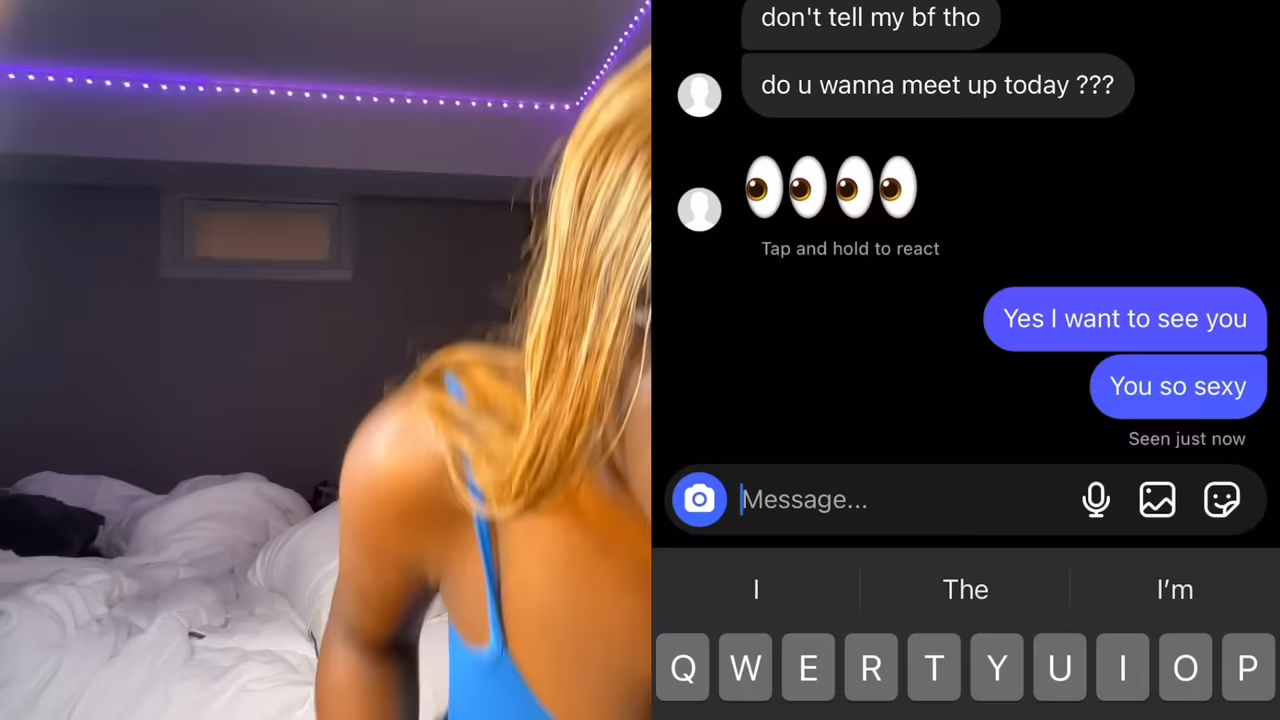 don't tell my bf tho
do u wanna meet up today ???
👀👀
Tap and hold to react
Yes I want to see you
You so sexy
Seen just now
Message...
I The I’m
Q W E R T Y U I O P